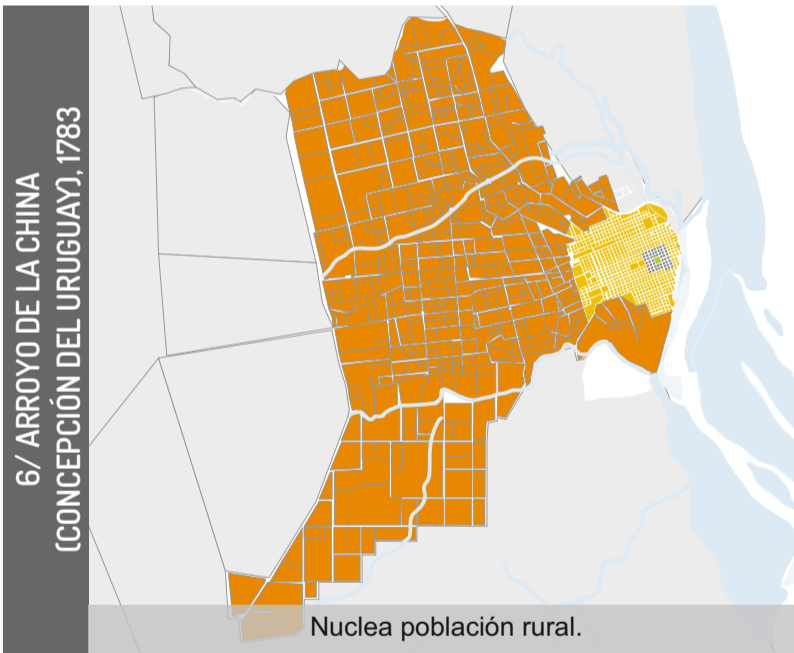 6/ ARROYO DE LA CHINA
(CONCEPCIÓN DEL URUGUAY), 1783
Nuclea población rural.